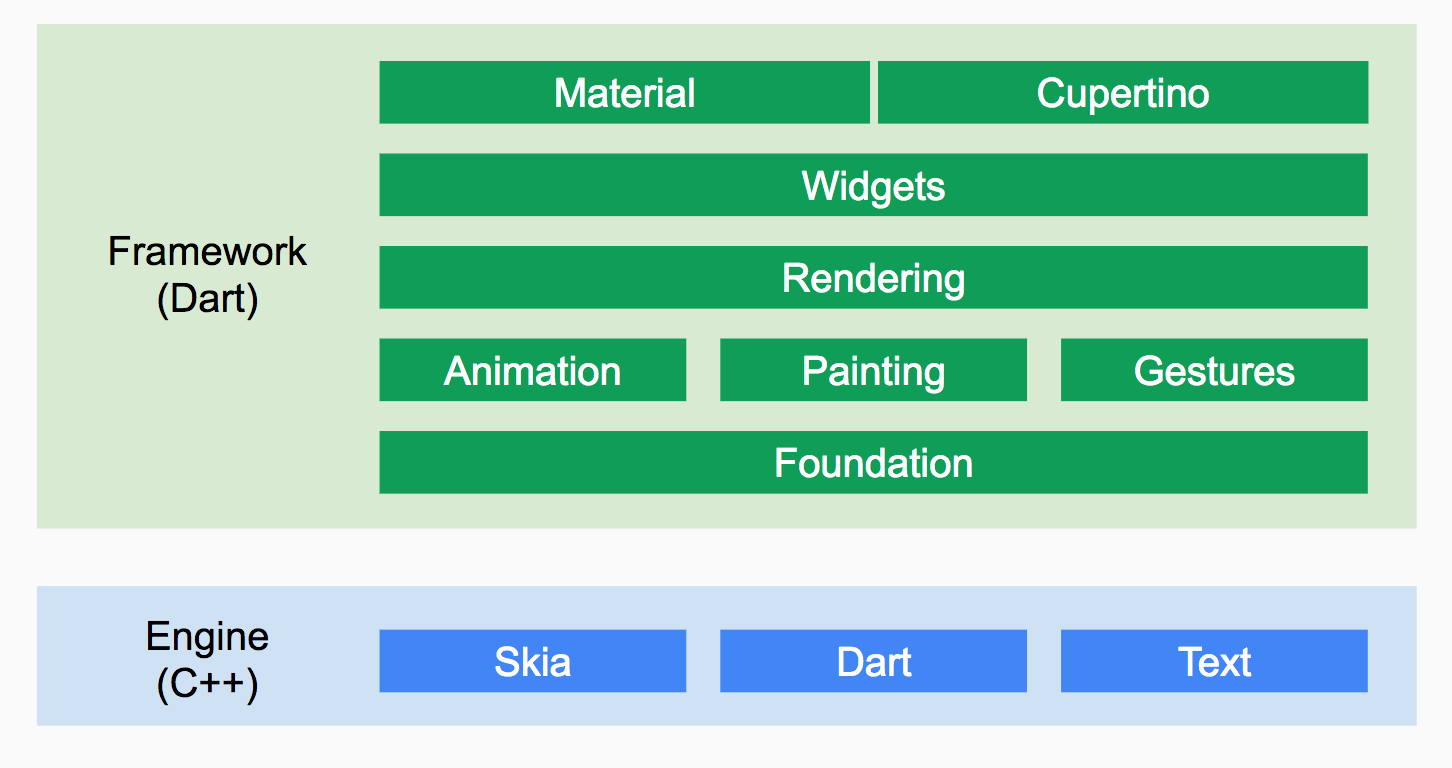 Material
Cupertino
Widgets
Framework
(Dart)
Rendering
Animation
Painting
Gestures
Foundation
Engine
(C++)
Skia
Dart
Text